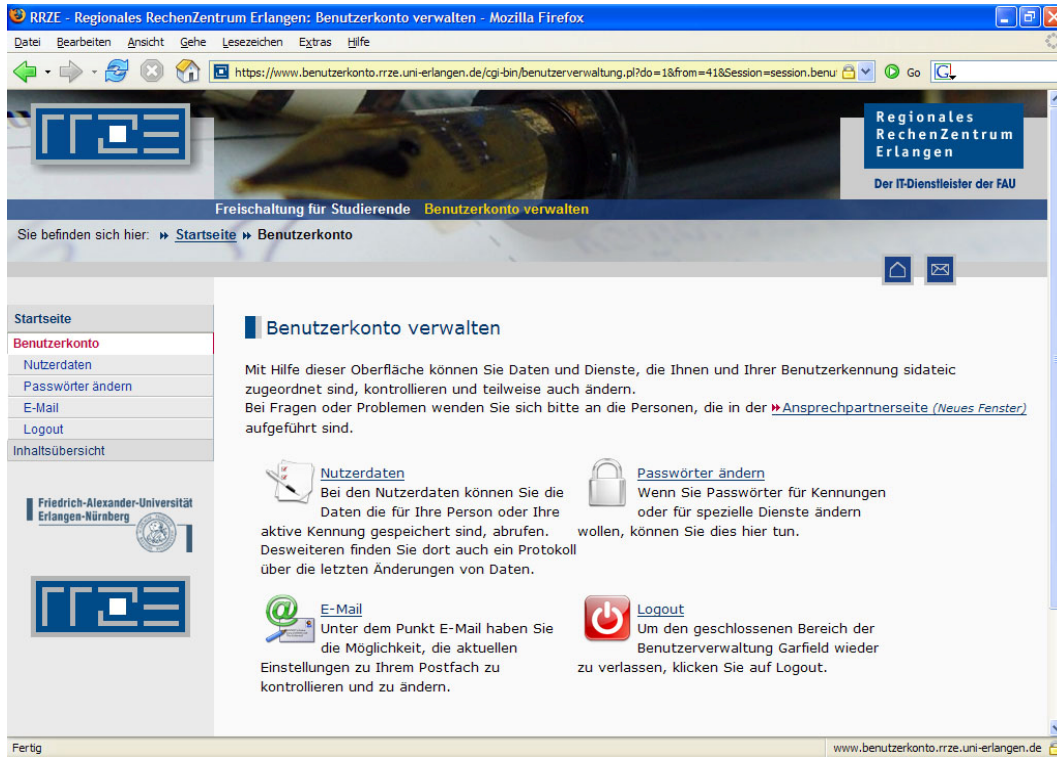 RRZE - Regionales RechenZentrum Erlangen: Benutzerkonto verwalten - Mozilla Firefox
Datei Bearbeiten Ansicht Gehe Lesezeichen Extras Hilfe
https://www.benutzerkonto.rrze.uni-erlangen.de/cgi-bin/benutzerverwaltung.pl?do=1&from=41&Session=session.benu
Go
Regionales
RechenZentrum
Erlangen
Der IT-Dienstleister der FAU
Freischaltung für Studierende Benutzerkonto verwalten
Sie befinden sich hier: Startseite Benutzerkonto
Startseite
Benutzerkonto
Nutzerdaten
Passwörter ändern
E-Mail
Logout
Inhaltsübersicht
Friedrich-Alexander-Universität
Erlangen-Nürnberg
Benutzerkonto verwalten
Mit Hilfe dieser Oberfläche können Sie Daten und Dienste, die Ihnen und Ihrer Benutzerkennung sidateic
zugeordnet sind, kontrollieren und teilweise auch ändern.
Bei Fragen oder Problemen wenden Sie sich bitte an die Personen, die in der Ansprechpartnerseite (Neues Fenster)
aufgeführt sind.
Nutzerdaten
Bei den Nutzerdaten können Sie die
Daten die für Ihre Person oder Ihre
aktive Kennung gespeichert sind, abrufen.
Desweiteren finden Sie dort auch ein Protokoll
über die letzten Änderungen von Daten.
Passwörter ändern
Wenn Sie Passwörter für Kennungen
oder für spezielle Dienste ändern
wollen, können Sie dies hier tun.
E-Mail
Unter dem Punkt E-Mail haben Sie
die Möglichkeit, die aktuellen
Einstellungen zu Ihrem Postfach zu
kontrollieren und zu ändern.
Logout
Um den geschlossenen Bereich der
Benutzerverwaltung Garfield wieder
zu verlassen, klicken Sie auf Logout.
Fertig
www.benutzerkonto.rrze.uni-erlangen.de